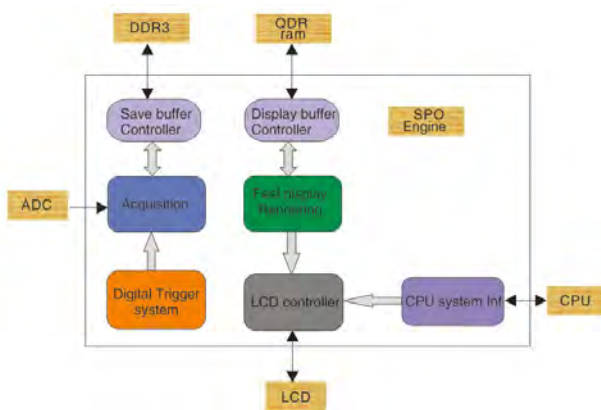 DDR3
QDR
ram
Save buffer
Controller
Display buffer
Controller
SPO
Engine
ADC
Acquisition
Fast display
Rendering
Digital Trigger
system
LCD controller
CPU system Inf
CPU
LCD